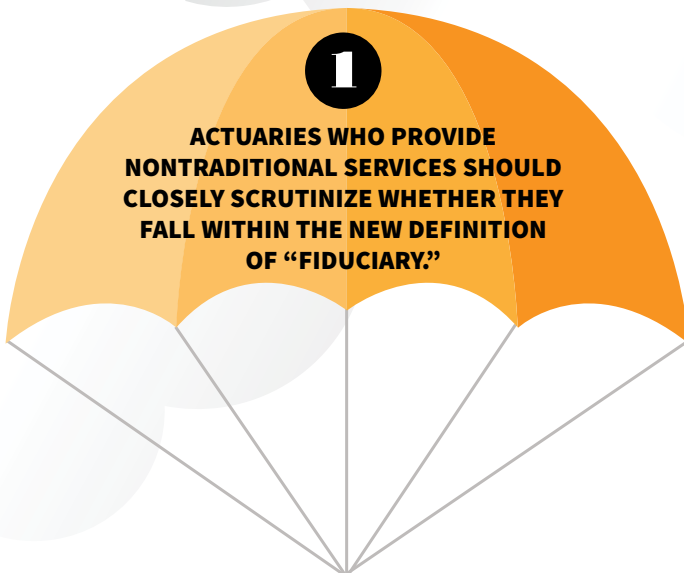 1
ACTUARIES WHO PROVIDE
NONTRADITIONAL SERVICES SHOULD
CLOSELY SCRUTINIZE WHETHER THEY
FALL WITHIN THE NEW DEFINITION
OF “FIDUCIARY.”